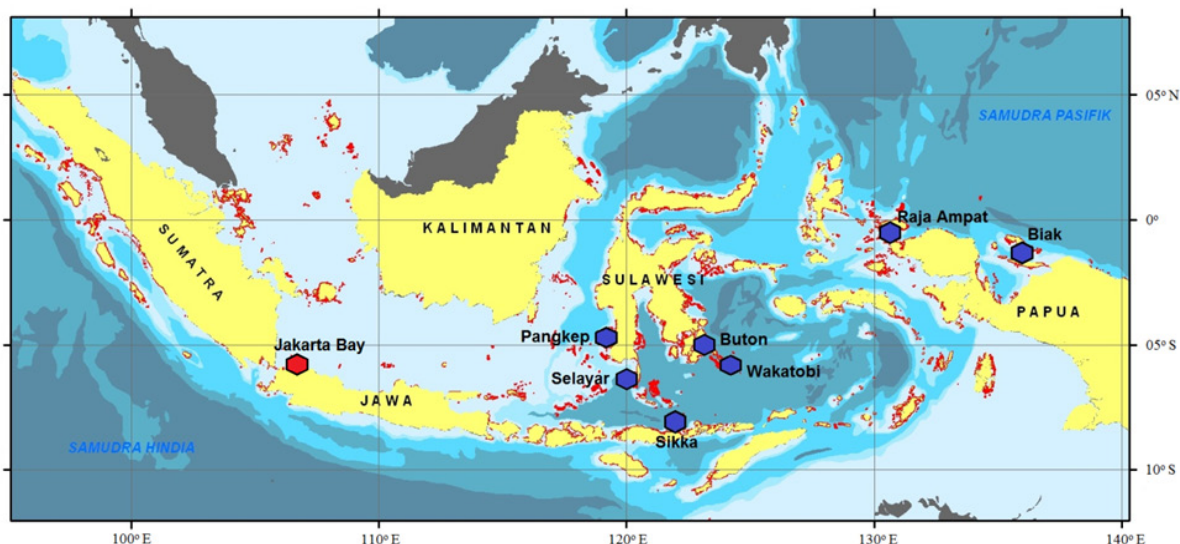 05° N
SAMUDRA PASIFIK
Raja Ampat
0°
KALIMANTAN
Biak
SUMATRA
SULAWESI
PAPUA
Pangkep
Buton
Jakarta Bay
05° S
Wakatobi
Selayar
JAWA
Sikka
SAMUDRA HINDIA
10° S
100° E
110° E
120° E
130° E
140° E